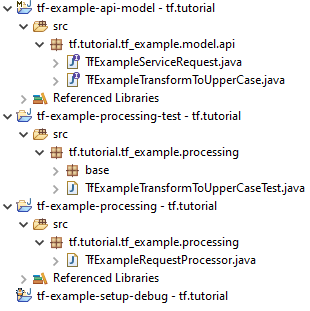 tf-example-api-model - tf.tutorial
src
tf.tutorial.tf_example.model.api
TfExampleServiceRequest.java
TfExampleTransformToUpperCase.java
Referenced Libraries
tf-example-processing-test - tf.tutorial
src
tf.tutorial.tf_example.processing
base
TfExampleTransformToUpperCaseTest.java
tf-example-processing - tf.tutorial
src
tf.tutorial.tf_example.processing
TfExampleRequestProcessor.java
Referenced Libraries
tf-example-setup-debug - tf.tutorial